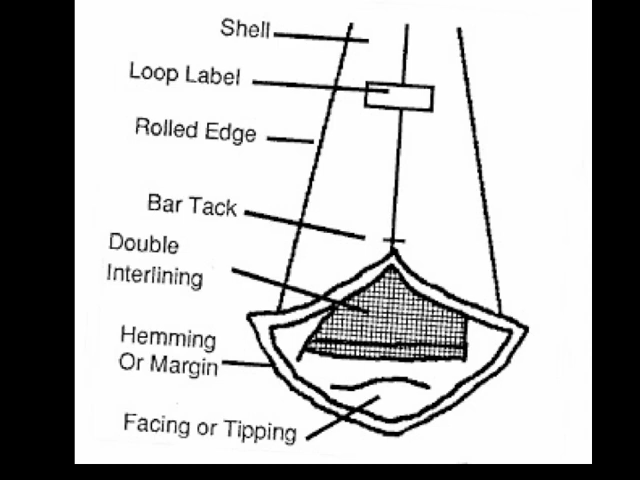 Shell
Loop Label
Rolled Edge
Bar Tack
Double
Interlining
Hemming
Or Margin
Facing or Tipping